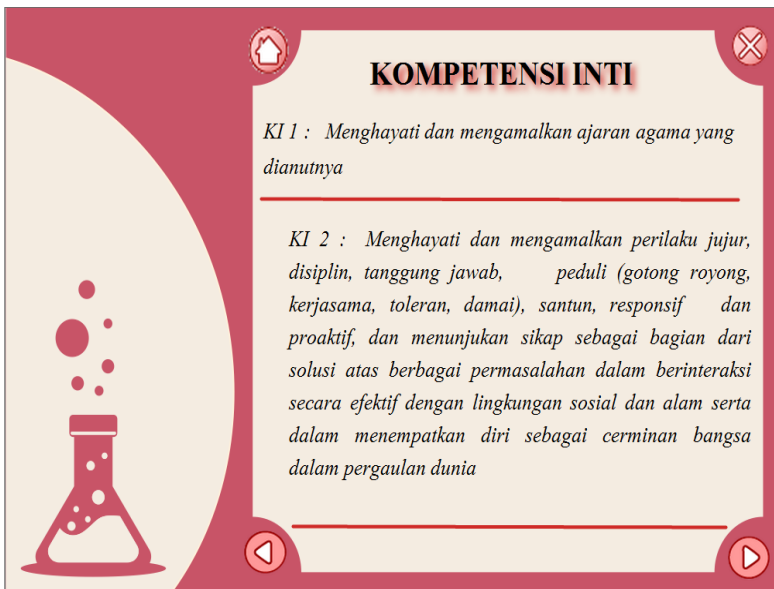 KOMPETENSI INTI
KI 1 : Menghayati dan mengamalkan ajaran agama yang
dianutnya
KI 2 : Menghayati dan mengamalkan perilaku jujur,
disiplin, tanggung jawab, peduli (gotong royong,
kerjasama, toleran, damai), santun, responsif dan
proaktif, dan menunjukan sikap sebagai bagian dari
solusi atas berbagai permasalahan dalam berinteraksi
secara efektif dengan lingkungan sosial dan alam serta
dalam menempatkan diri sebagai cerminan bangsa
dalam pergaulan dunia